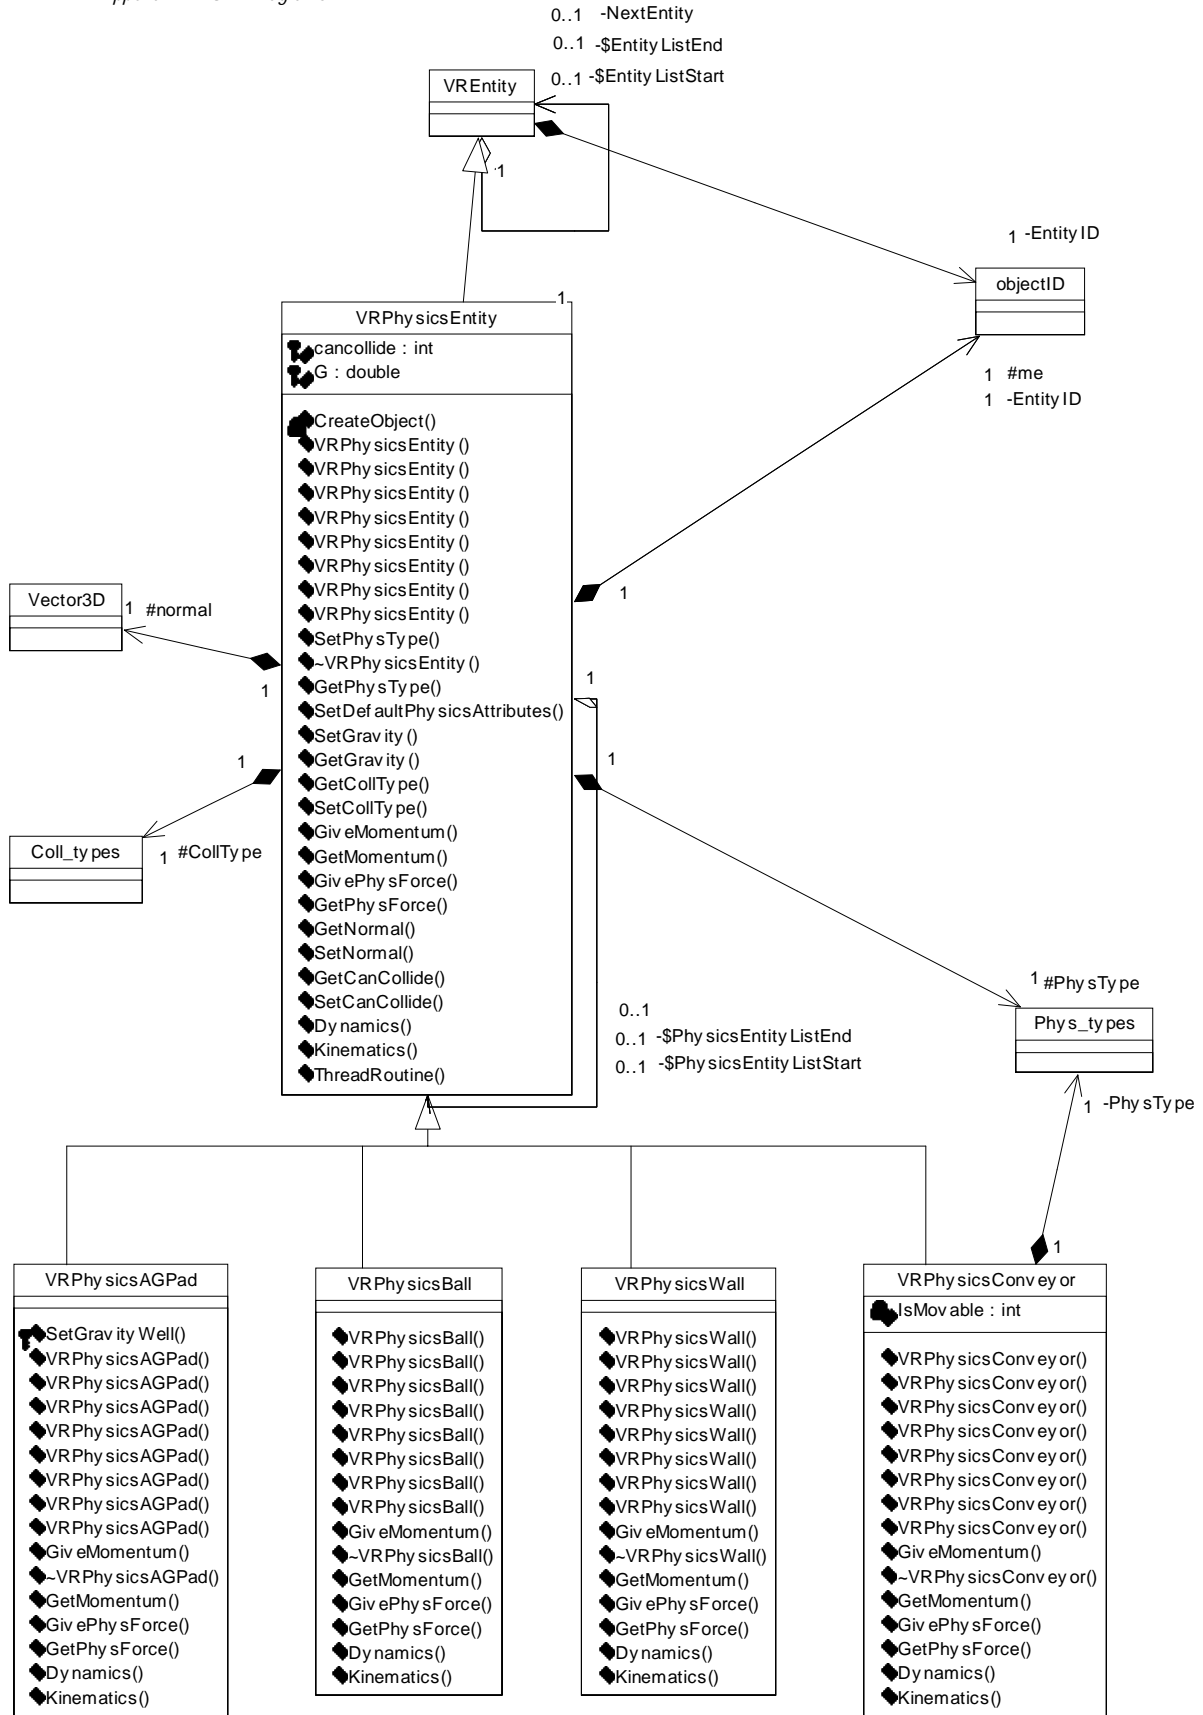 0..1 -NextEntity
0..1 -$EntityListEnd
0..1 -$EntityListStart
VREntity
1
1 -EntityID
objectID
1 #me
1 -EntityID
1
VRPhysicsEntity
cancollide : int
G : double
CreateObject()
VRPhysicsEntity()
VRPhysicsEntity()
VRPhysicsEntity()
VRPhysicsEntity()
VRPhysicsEntity()
VRPhysicsEntity()
VRPhysicsEntity()
VRPhysicsEntity()
SetPhysType()
~VRPhysicsEntity()
GetPhysType()
SetDefaultPhysicsAttributes()
SetGravity()
GetGravity()
GetCollType()
SetCollType()
GiveMomentum()
GetMomentum()
GivePhysForce()
GetPhysForce()
GetNormal()
SetNormal()
GetCanCollide()
SetCanCollide()
Dynamics()
Kinematics()
ThreadRoutine()
1
Vector3D
1 #normal
1
1
Coll_types
1 #CollType
1
1
0..1
0..1 -$PhysicsEntityListEnd
0..1 -$PhysicsEntityListStart
1 #PhysType
Phys_types
1 -PhysType
1
VRPhysicsAGPad
SetGravityWell()
VRPhysicsAGPad()
VRPhysicsAGPad()
VRPhysicsAGPad()
VRPhysicsAGPad()
VRPhysicsAGPad()
VRPhysicsAGPad()
VRPhysicsAGPad()
VRPhysicsAGPad()
GiveMomentum()
~VRPhysicsAGPad()
GetMomentum()
GivePhysForce()
GetPhysForce()
Dynamics()
Kinematics()
VRPhysicsBall
VRPhysicsBall()
VRPhysicsBall()
VRPhysicsBall()
VRPhysicsBall()
VRPhysicsBall()
VRPhysicsBall()
VRPhysicsBall()
VRPhysicsBall()
GiveMomentum()
~VRPhysicsBall()
GetMomentum()
GivePhysForce()
GetPhysForce()
Dynamics()
Kinematics()
VRPhysicsWall
VRPhysicsWall()
VRPhysicsWall()
VRPhysicsWall()
VRPhysicsWall()
VRPhysicsWall()
VRPhysicsWall()
VRPhysicsWall()
VRPhysicsWall()
GiveMomentum()
~VRPhysicsWall()
GetMomentum()
GivePhysForce()
GetPhysForce()
Dynamics()
Kinematics()
VRPhysicsConveyor
IsMovable : int
VRPhysicsConveyor()
VRPhysicsConveyor()
VRPhysicsConveyor()
VRPhysicsConveyor()
VRPhysicsConveyor()
VRPhysicsConveyor()
VRPhysicsConveyor()
VRPhysicsConveyor()
GiveMomentum()
~VRPhysicsConveyor()
GetMomentum()
GivePhysForce()
GetPhysForce()
Dynamics()
Kinematics()